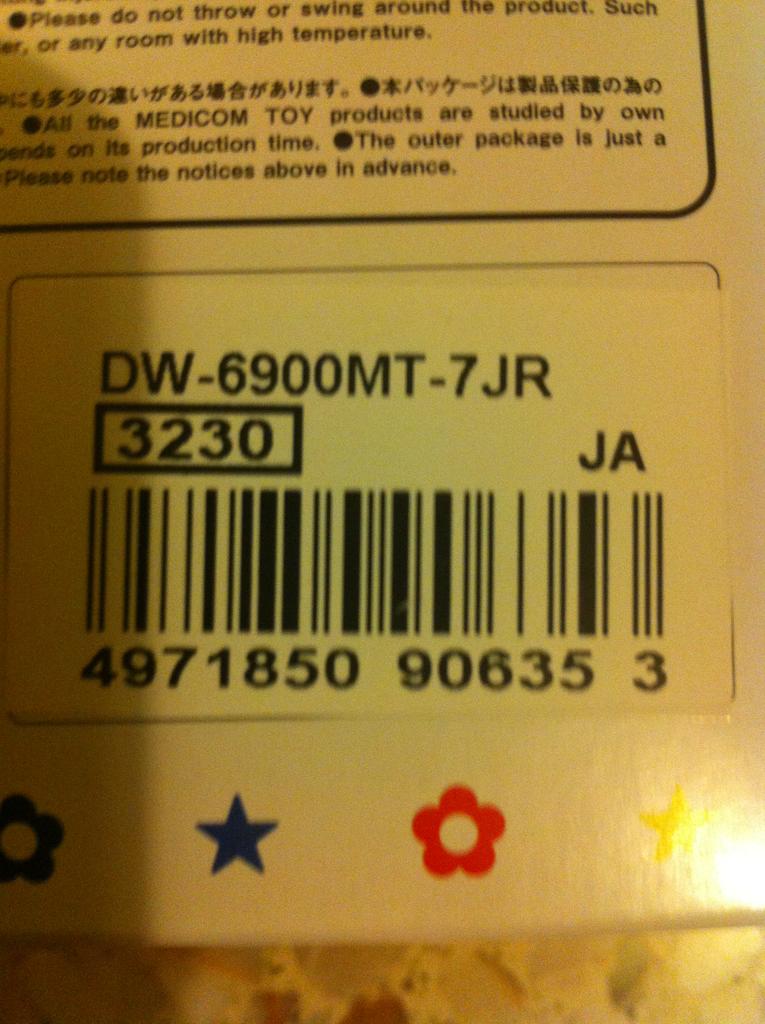 ●Please do not throw or swing around the product. Such
er, or any room with high temperature.
にも多少の違いがある場合があります。●本パッケージは製品保護の為の
●All the MEDICOM TOY products are studied by own
pends on its production time. ●The outer package is just a
Please note the notices above in advance.
DW-6900MT-7JR
3230
JA
4971850 90635 3